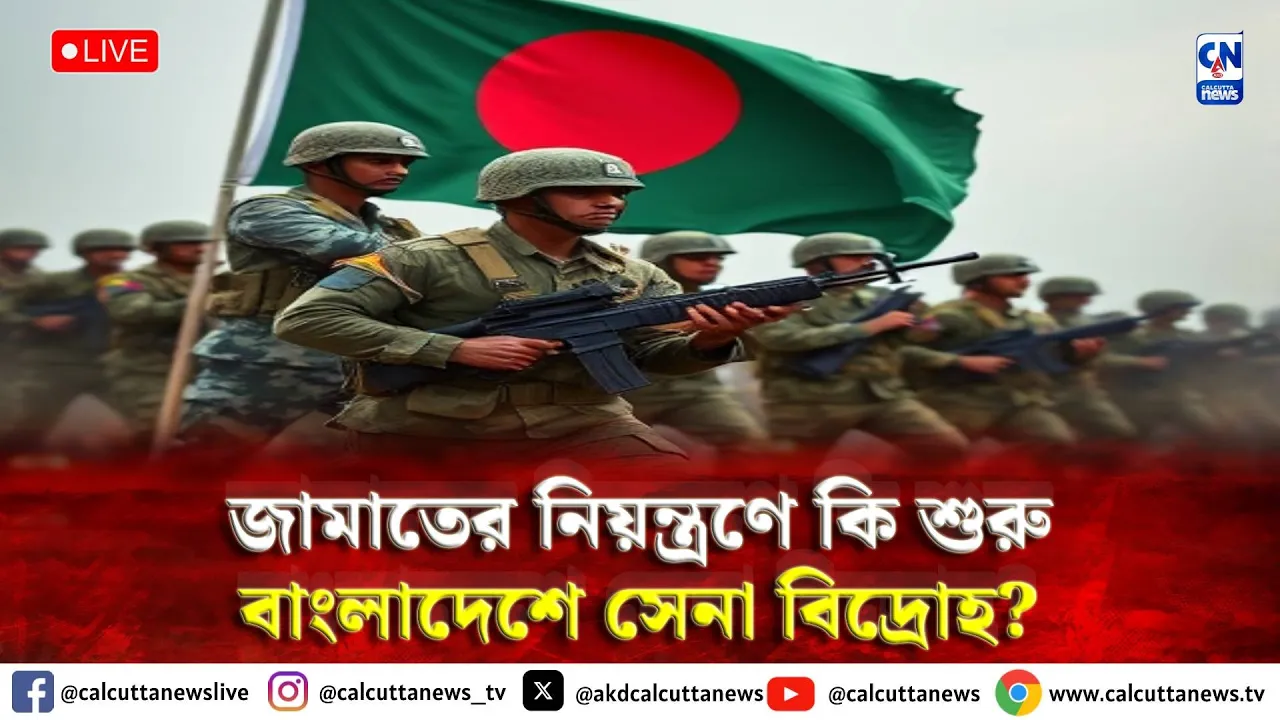 LIVE
CN
CALCUTTA
news
জামাতের নিয়ন্ত্রণে কি শুরু
বাংলাদেশে সেনা বিদ্রোহ?
@calcuttanewslive @calcuttanews_tv @akdcalcuttanews @calcuttanews www.calcuttanews.tv